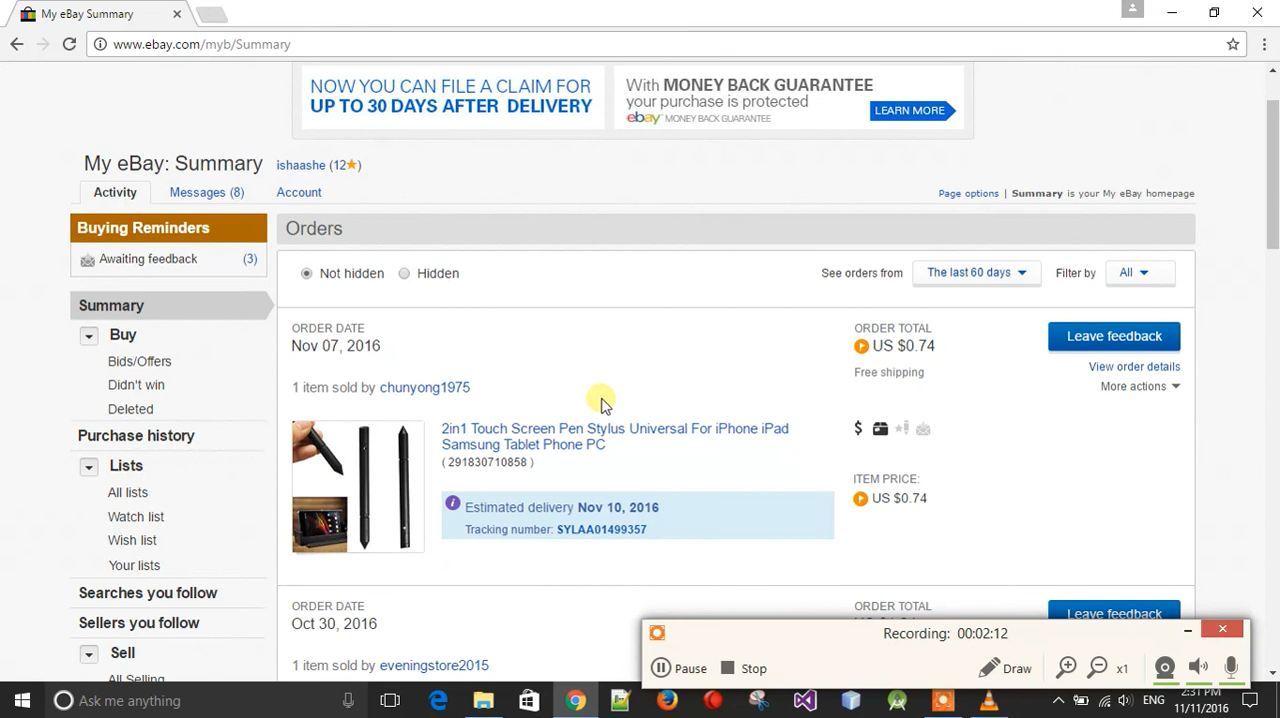 My eBay Summary
www.ebay.com/myb/Summary
NOW YOU CAN FILE A CLAIM FOR
UP TO 30 DAYS AFTER DELIVERY
With MONEY BACK GUARANTEE
your purchase is protected
ebay MONEY BACK GUARANTEE
LEARN MORE
My eBay: Summary ishaashe (12)
Activity Messages (8) Account
Page options | Summary is your My eBay homepage
Buying Reminders
Awaiting feedback (3)
Summary
Buy
Bids/Offers
Didn't win
Deleted
Purchase history
Lists
All lists
Watch list
Wish list
Your lists
Searches you follow
Sellers you follow
Sell
All Selling
Orders
Not hidden Hidden
See orders from The last 60 days Filter by All
ORDER DATE
Nov 07, 2016
ORDER TOTAL
US $0.74
Free shipping
Leave feedback
View order details
More actions
1 item sold by chunyong1975
2in1 Touch Screen Pen Stylus Universal For iPhone iPad
Samsung Tablet Phone PC
( 291830710858 )
Estimated delivery Nov 10, 2016
Tracking number: SYLAA01499357
$
ITEM PRICE:
US $0.74
ORDER DATE
Oct 30, 2016
ORDER TOTAL
Leave feedback
1 item sold by eveningstore2015
Recording: 00:02:12
Pause Stop Draw x1
Ask me anything
ENG
2:31 PM
11/11/2016